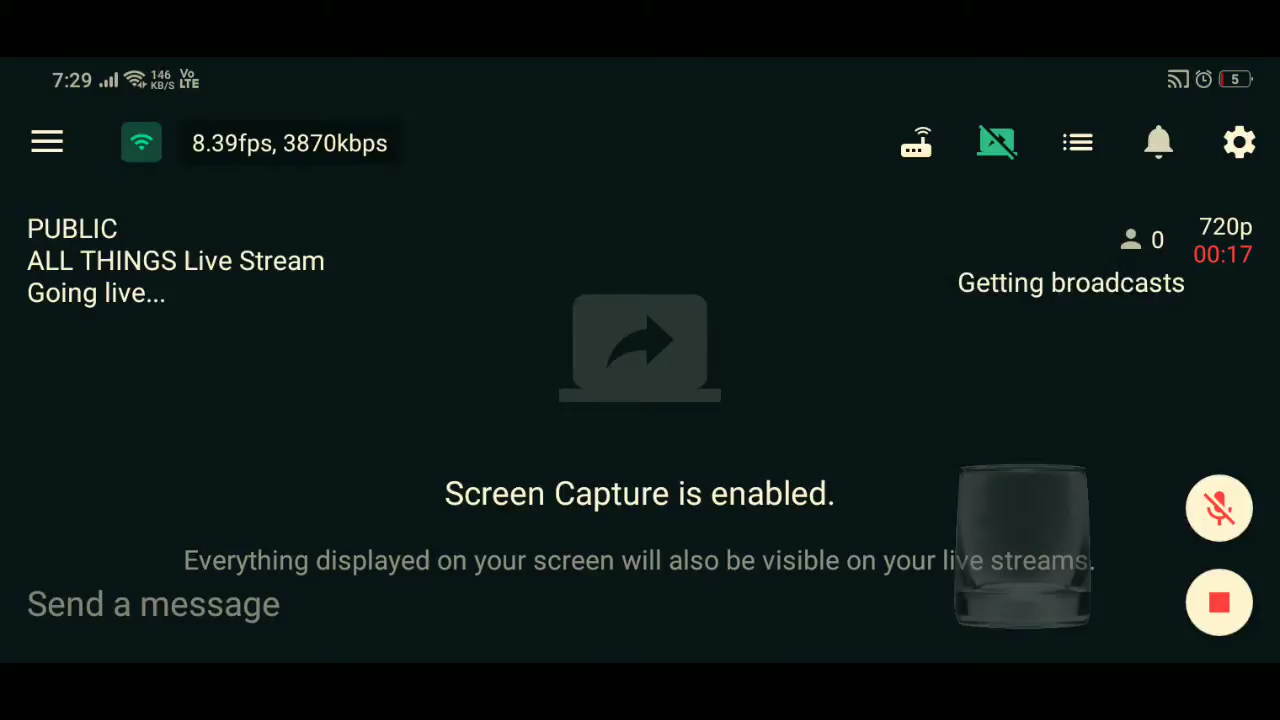 7:29 146 KB/S Vo LTE 5
8.39fps, 3870kbps
PUBLIC
ALL THINGS Live Stream
Going live...
0 720p
00:17
Getting broadcasts
Screen Capture is enabled.
Everything displayed on your screen will also be visible on your live streams.
Send a message